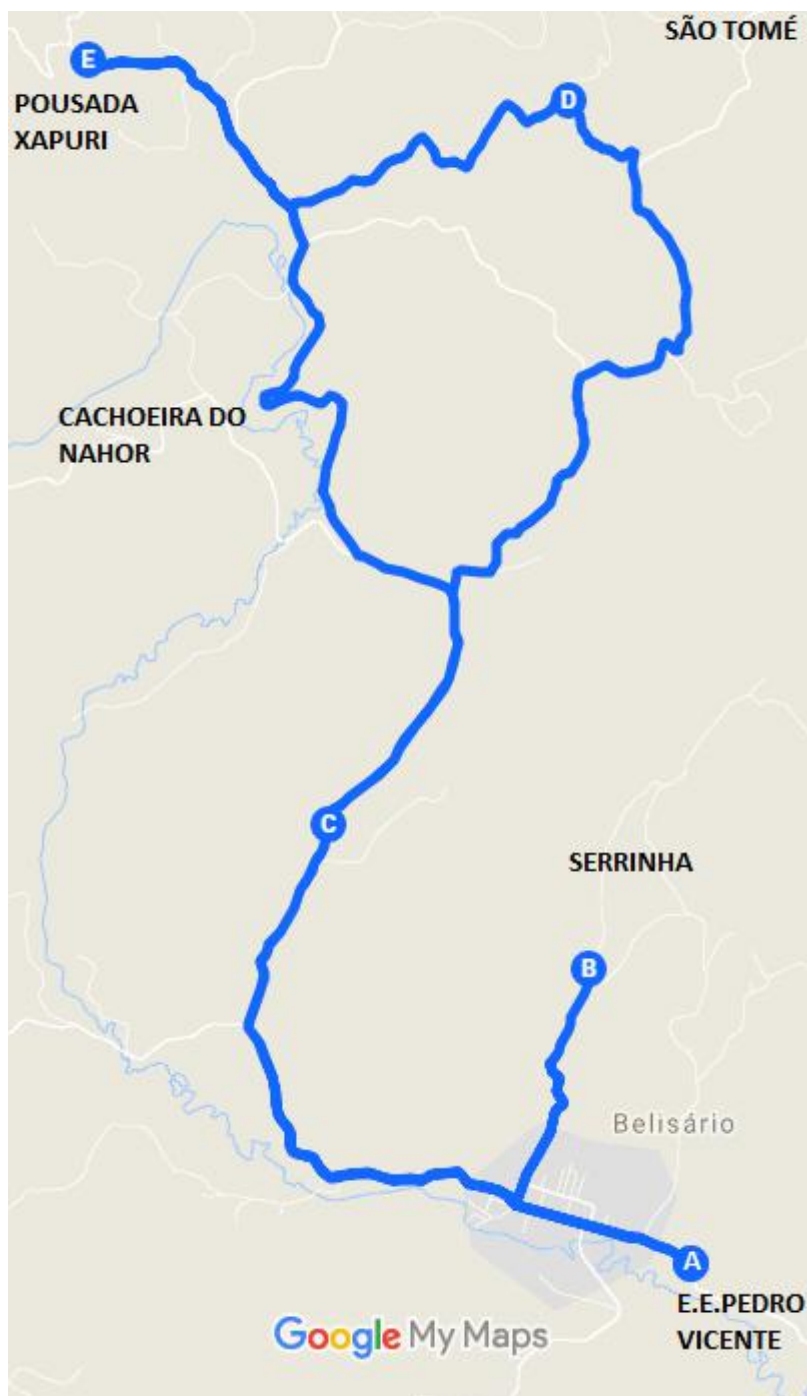 SÃO TOMÉ
E
D
POUSADA
XAPURI
CACHOEIRA DO
NAHOR
C
SERRINHA
B
Belisário
A
E.E.PEDRO
VICENTE
Google My Maps